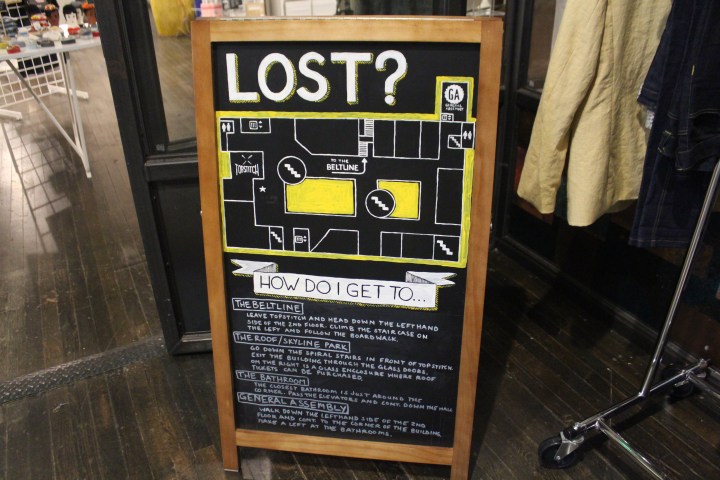 LOST?
GA
GENERAL ASSEMBLY
TO THE
BELTLINE
TOPSTITCH
HOW DO I GET TO...
THE BELTLINE
LEAVE TOPSTITCH AND HEAD DOWN THE LEFTHAND
SIDE OF THE 2ND FLOOR. CLIMB THE STAIRCASE ON
THE LEFT AND FOLLOW THE BOARDWALK.
THE ROOF/SKYLINE PARK
GO DOWN THE SPIRAL STAIRS IN FRONT OF TOPSTITCH.
EXIT THE BUILDING THROUGH THE GLASS DOORS.
ON THE RIGHT IS A GLASS ENCLOSURE WHERE ROOF
TICKETS CAN BE PURCHASED.
THE BATHROOM
THE CLOSEST BATHROOM IS JUST AROUND THE
CORNER. PASS THE ELEVATORS AND CONT. DOWN THE HALL
GENERAL ASSEMBLY
WALK DOWN THE LEFTHAND SIDE OF THE 2ND
FLOOR AND COME TO THE CORNER OF THE BUILDING.
MAKE A LEFT AT THE BATHROOMS.